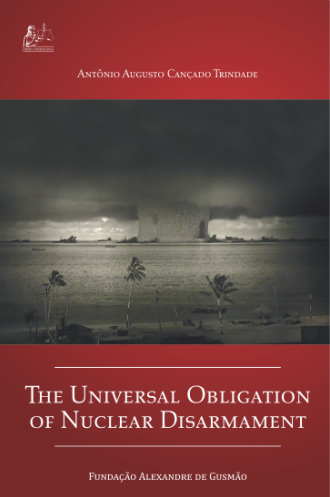 Antônio Augusto Cançado Trindade
The Universal Obligation
of Nuclear Disarmament
Fundação Alexandre de Gusmão